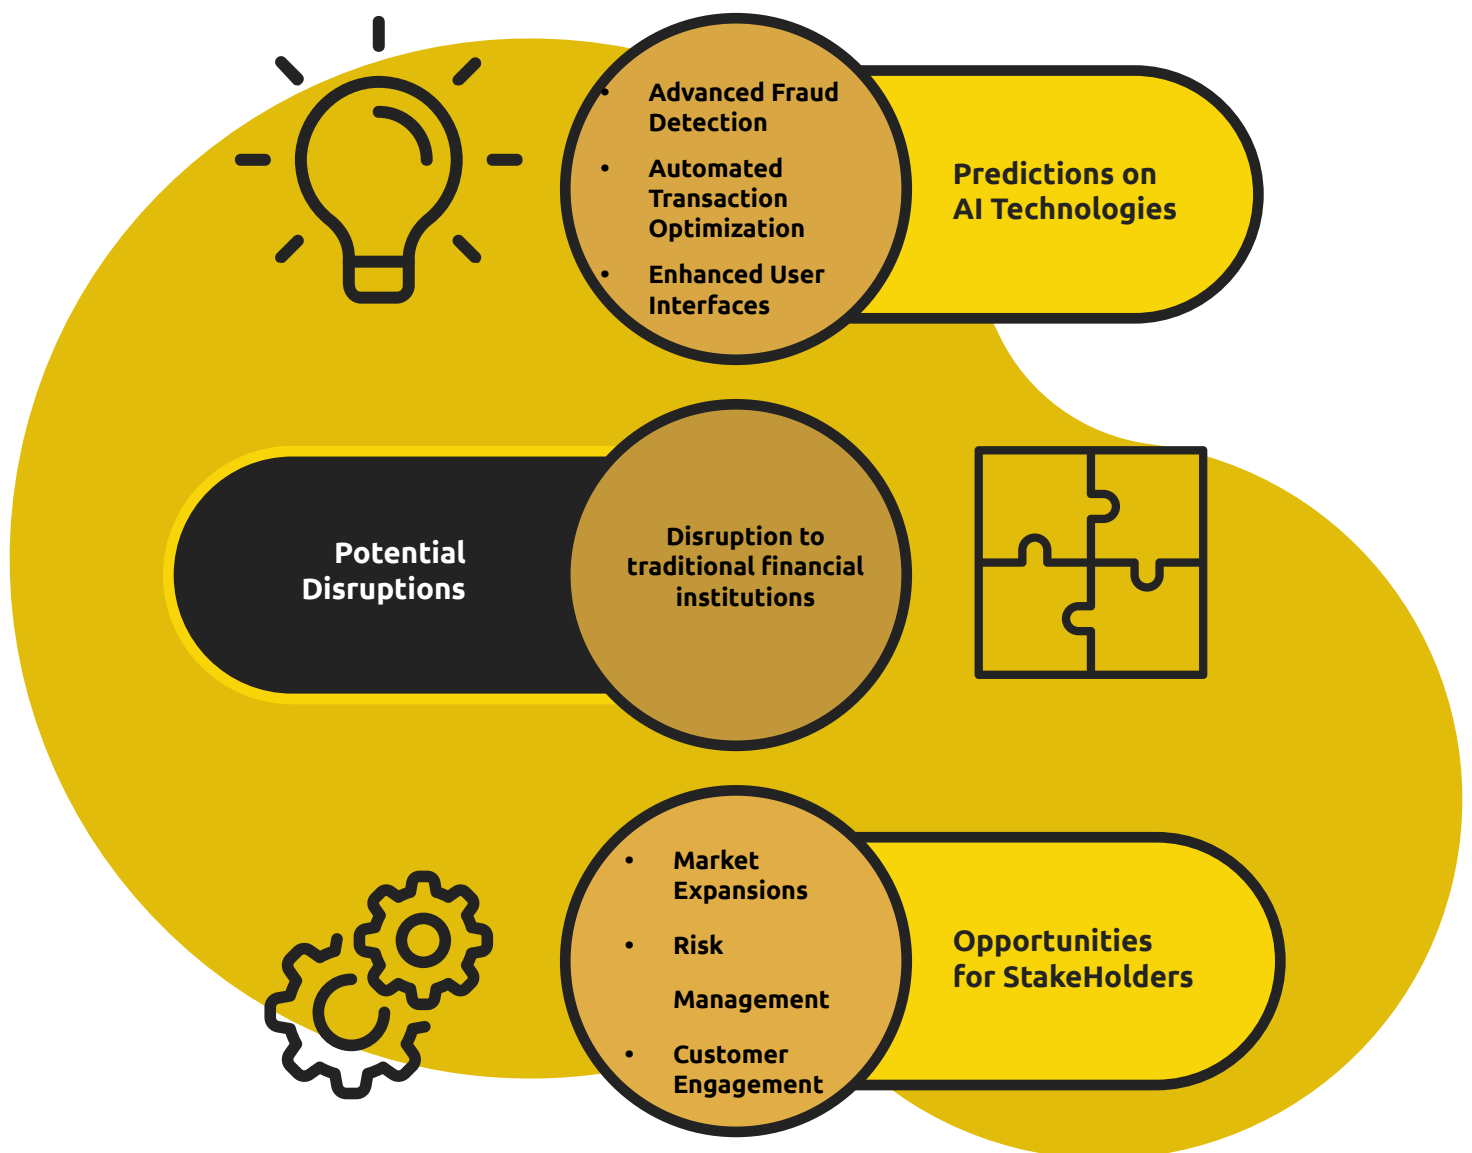 • Advanced Fraud
Detection
• Automated
Transaction
Optimization
• Enhanced User
Interfaces
Predictions on
AI Technologies
Potential
Disruptions
Disruption to
traditional financial
institutions
• Market
Expansions
• Risk
Management
• Customer
Engagement
Opportunities
for StakeHolders